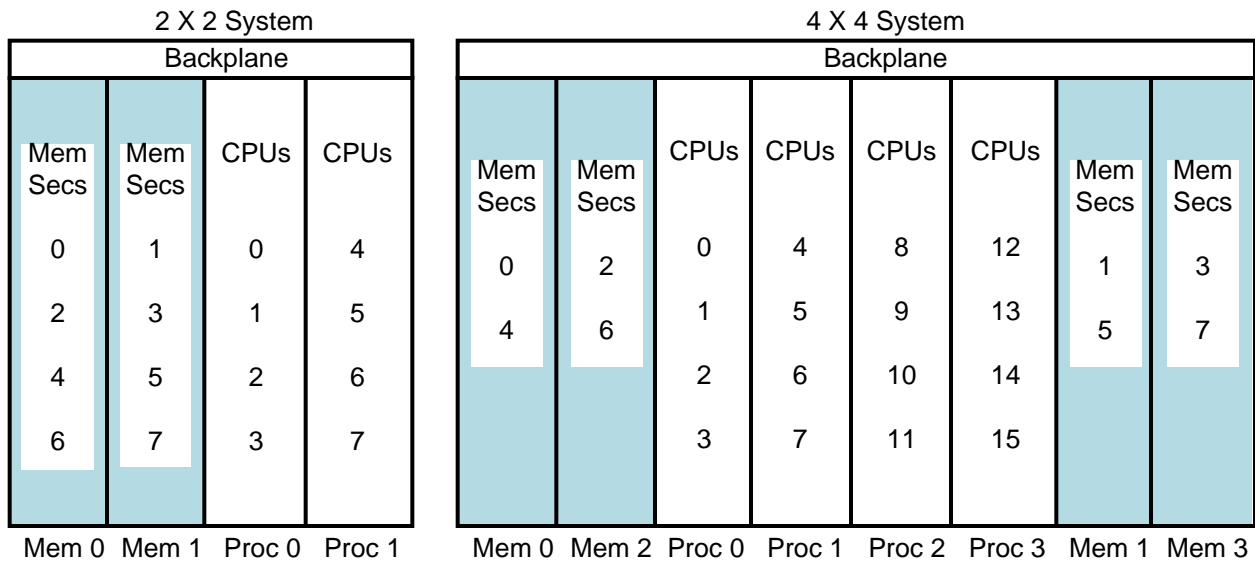 2 X 2 System
Backplane
Mem Secs
Mem Secs
CPUs
CPUs
0 1 0 4
2 3 1 5
4 5 2 6
6 7 3 7
Mem 0 Mem 1 Proc 0 Proc 1
4 X 4 System
Backplane
Mem Secs
Mem Secs
CPUs
CPUs
CPUs
CPUs
Mem Secs
Mem Secs
0 2 0 4 8 12 1 3
4 6 1 5 9 13 5 7
2 6 10 14
3 7 11 15
Mem 0 Mem 2 Proc 0 Proc 1 Proc 2 Proc 3 Mem 1 Mem 3